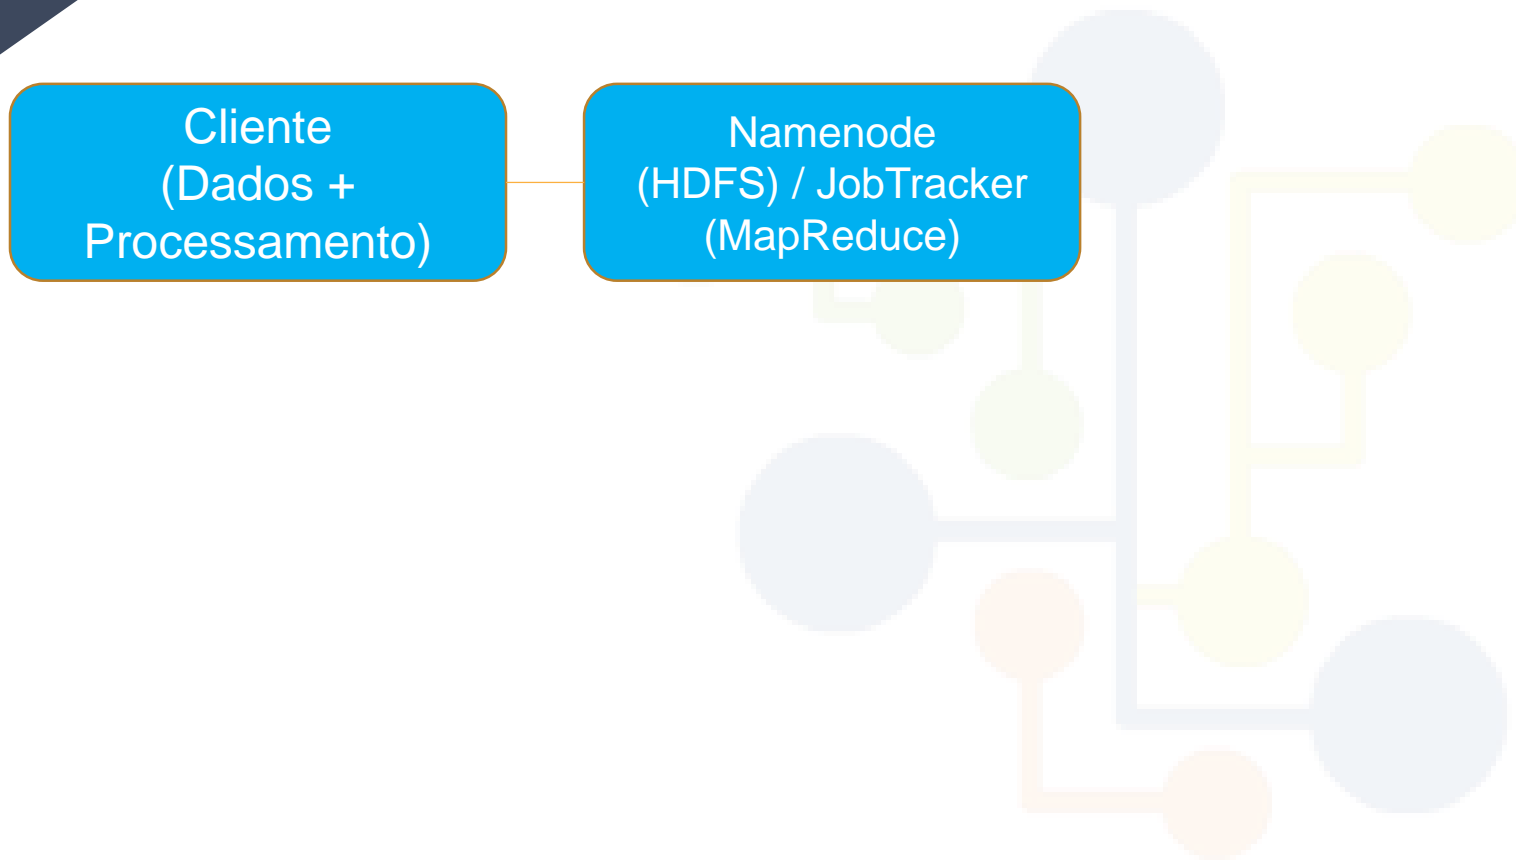 Cliente
(Dados +
Processamento)
Namenode
(HDFS) / JobTracker
(MapReduce)